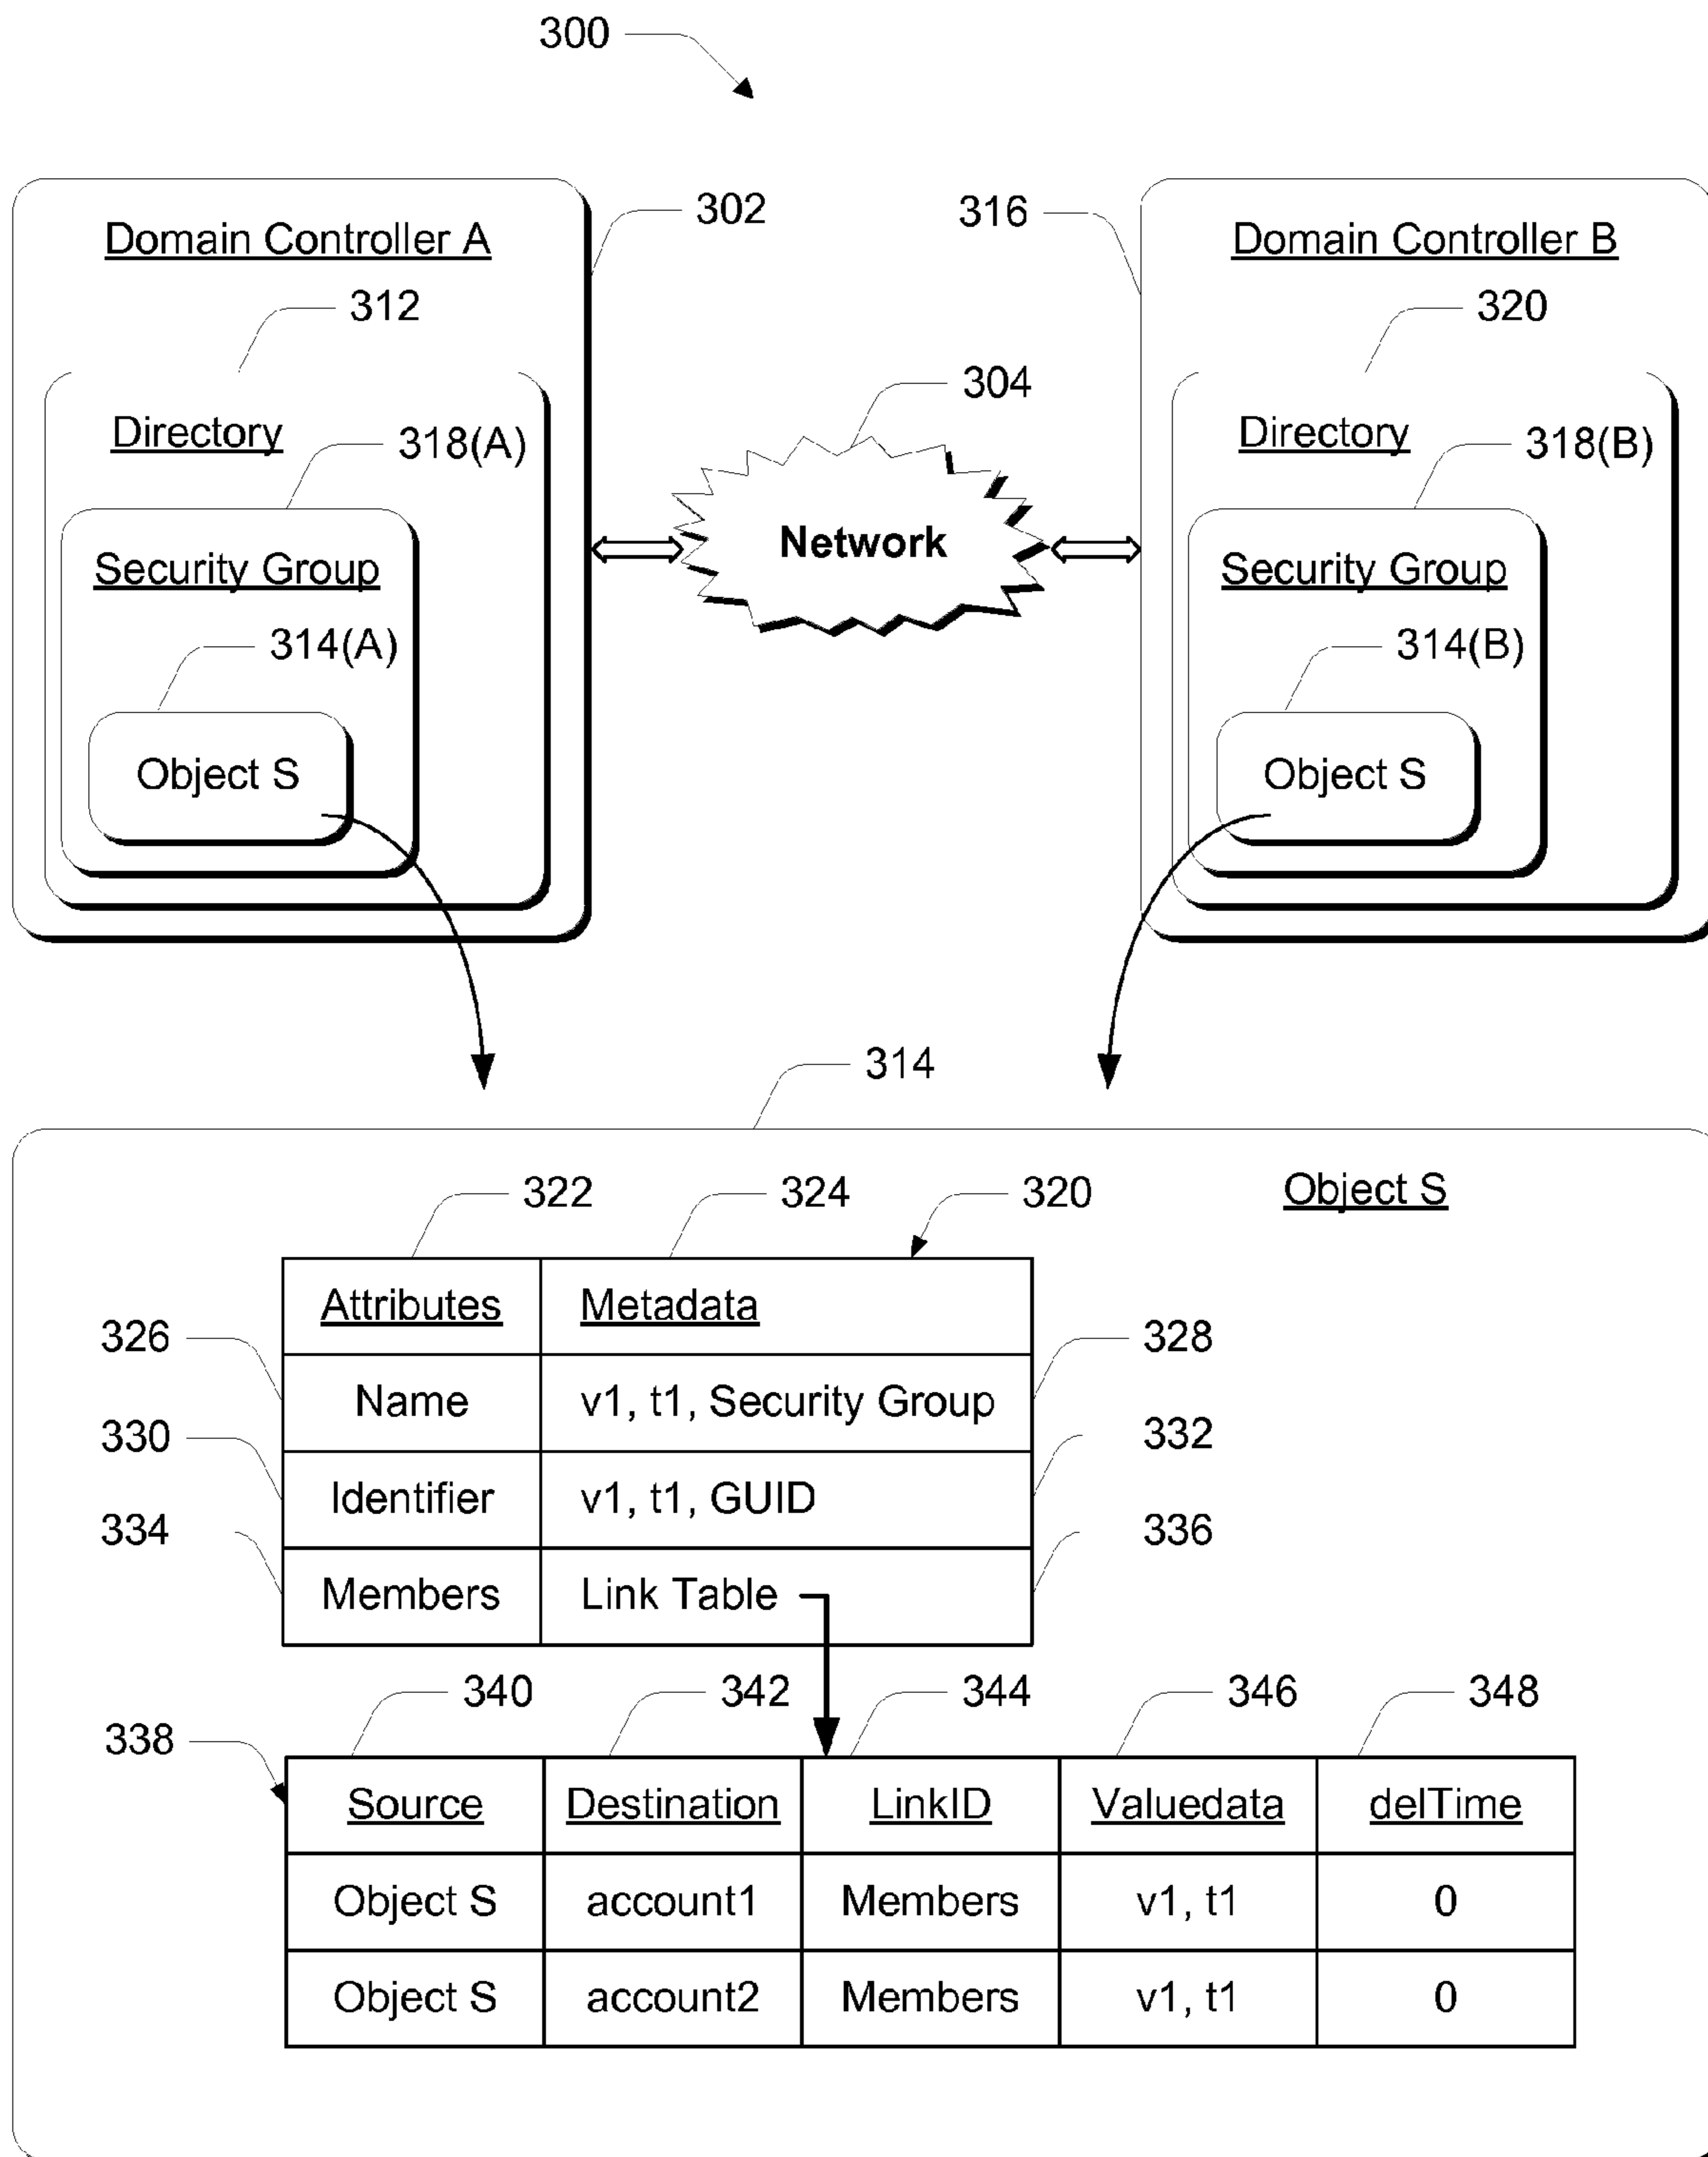 300
302
316
Domain Controller A
Domain Controller B
312
320
304
Directory
318(A)
Directory
318(B)
Network
Security Group
Security Group
314(A)
314(B)
Object S
Object S
314
322
324
320
Object S
Attributes
Metadata
326
328
Name
v1, t1, Security Group
330
332
Identifier
v1, t1, GUID
334
336
Members
Link Table
340
342
344
346
348
338
Source
Destination
LinkID
Valuedata
delTime
Object S
account1
Members
v1, t1
0
Object S
account2
Members
v1, t1
0